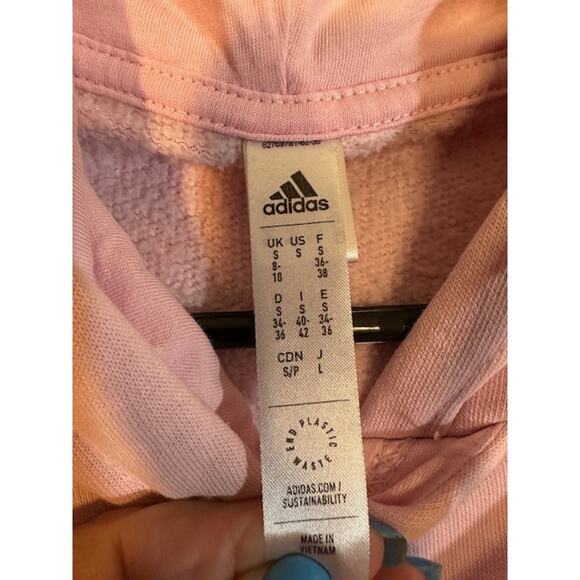 adidas
UK US F
S S S
8- 36-
10 38
D I E
S S S
34- 40- 34-
36 42 36
CDN J
S/P L
END PLASTIC WASTE
ADIDAS.COM/
SUSTAINABILITY
MADE IN
VIETNAM